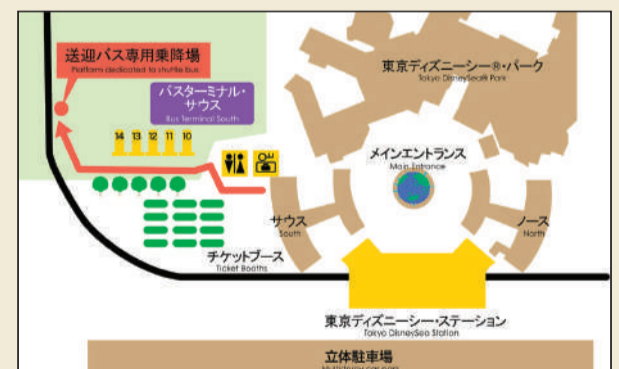 送迎バス専用乗降場
Platform dedicated to shuttle bus
バスターミナル・
サウス
Bus Terminal South
14 13 12 11 10
東京ディズニーシー®・パーク
Tokyo DisneySea® Park
メインエントランス
Main Entrance
サウス
South
ノース
North
チケットブース
Ticket Booths
東京ディズニーシー・ステーション
Tokyo DisneySea Station
立体駐車場